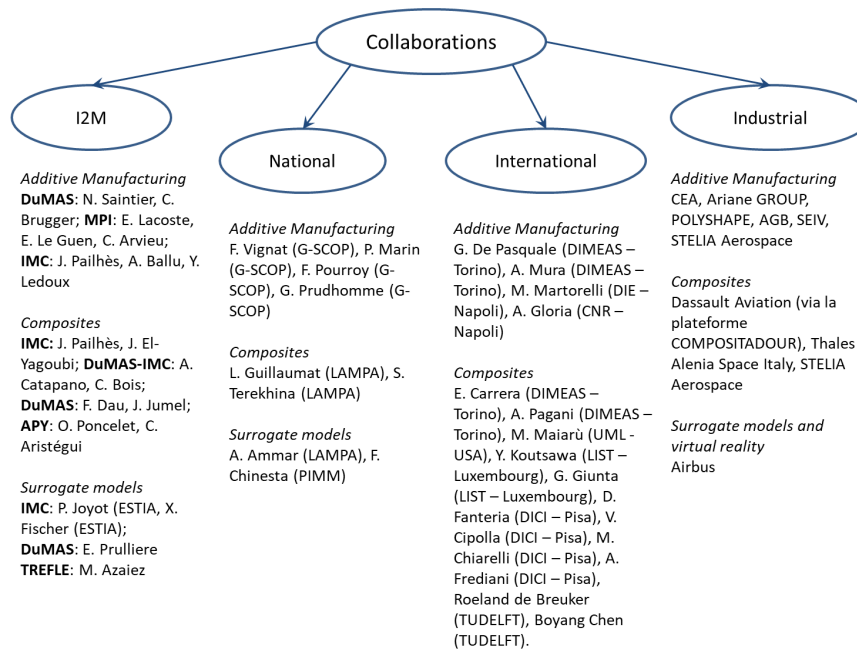 Collaborations
I2M
Additive Manufacturing
DuMAS: N. Saintier, C.
Brugger; MPI: E. Lacoste,
E. Le Guen, C. Arvieu;
IMC: J. Pailhès, A. Ballu, Y.
Ledoux
Composites
IMC: J. Pailhès, J. El-
Yagoubi; DuMAS-IMC: A.
Catapano, C. Bois;
DuMAS: F. Dau, J. Jumel;
APY: O. Poncelet, C.
Aristégui
Surrogate models
IMC: P. Joyot (ESTIA, X.
Fischer (ESTIA);
DuMAS: E. Prulliere
TREFLE: M. Azaiez
National
Additive Manufacturing
F. Vignat (G-SCOP), P. Marin
(G-SCOP), F. Pourroy (G-
SCOP), G. Prudhomme (G-
SCOP)
Composites
L. Guillaumat (LAMPA), S.
Terekhina (LAMPA)
Surrogate models
A. Ammar (LAMPA), F.
Chinesta (PIMM)
International
Additive Manufacturing
G. De Pasquale (DIMEAS –
Torino), A. Mura (DIMEAS –
Torino), M. Martorelli (DIE –
Napoli), A. Gloria (CNR –
Napoli)
Composites
E. Carrera (DIMEAS –
Torino), A. Pagani (DIMEAS –
Torino), M. Maiarù (UML -
USA), Y. Koutsawa (LIST –
Luxembourg), G. Giunta
(LIST – Luxembourg), D.
Fanteria (DICI – Pisa), V.
Cipolla (DICI – Pisa), M.
Chiarelli (DICI – Pisa), A.
Frediani (DICI – Pisa),
Roeland de Breuker
(TUDELFT), Boyang Chen
(TUDELFT).
Industrial
Additive Manufacturing
CEA, Ariane GROUP,
POLYSHAPE, AGB, SEIV,
STELIA Aerospace
Composites
Dassault Aviation (via la
plateforme
COMPOSITADOUR), Thales
Alenia Space Italy, STELIA
Aerospace
Surrogate models and
virtual reality
Airbus